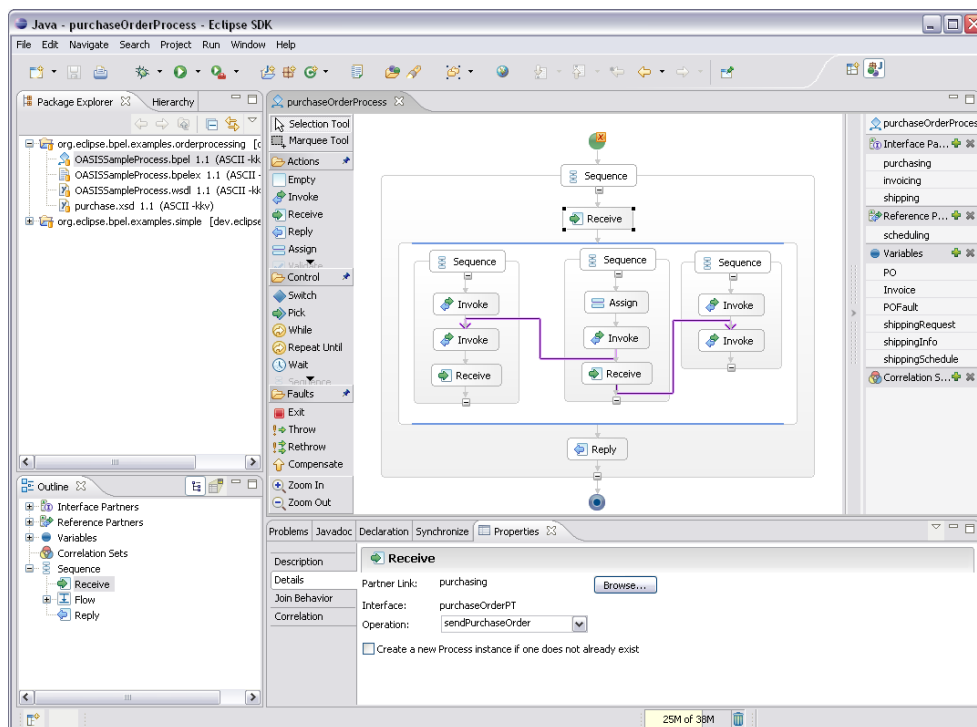 Java - purchaseOrderProcess - Eclipse SDK
File Edit Navigate Search Project Run Window Help
Package Explorer
Hierarchy
org.eclipse.bpel.examples.orderprocessing [c
OASISSampleProcess.bpel 1.1 (ASCII -kk
OASISSampleProcess.bpelex 1.1 (ASCII -
OASISSampleProcess.wsdl 1.1 (ASCII -kk
purchase.xsd 1.1 (ASCII -kkv)
org.eclipse.bpel.examples.simple [dev.eclipse
Outline
Interface Partners
Reference Partners
Variables
Correlation Sets
Sequence
Receive
Flow
Reply
purchaseOrderProcess
Selection Tool
Marquee Tool
Actions
Empty
Invoke
Receive
Reply
Assign
Validate
Control
Switch
Pick
While
Repeat Until
Wait
Sequence
Faults
Exit
Throw
Rethrow
Compensate
Zoom In
Zoom Out
Sequence
Receive
Sequence
Sequence
Sequence
Invoke
Assign
Invoke
Invoke
Invoke
Invoke
Receive
Receive
Reply
purchaseOrderProcess
Interface Pa...
purchasing
invoicing
shipping
Reference P...
scheduling
Variables
PO
Invoice
POFault
shippingRequest
shippingInfo
shippingSchedule
Correlation S...
Problems Javadoc Declaration Synchronize Properties
Description
Details
Join Behavior
Correlation
Receive
Partner Link: purchasing Browse...
Interface: purchaseOrderPT
Operation: sendPurchaseOrder
Create a new Process instance if one does not already exist
25M of 38M